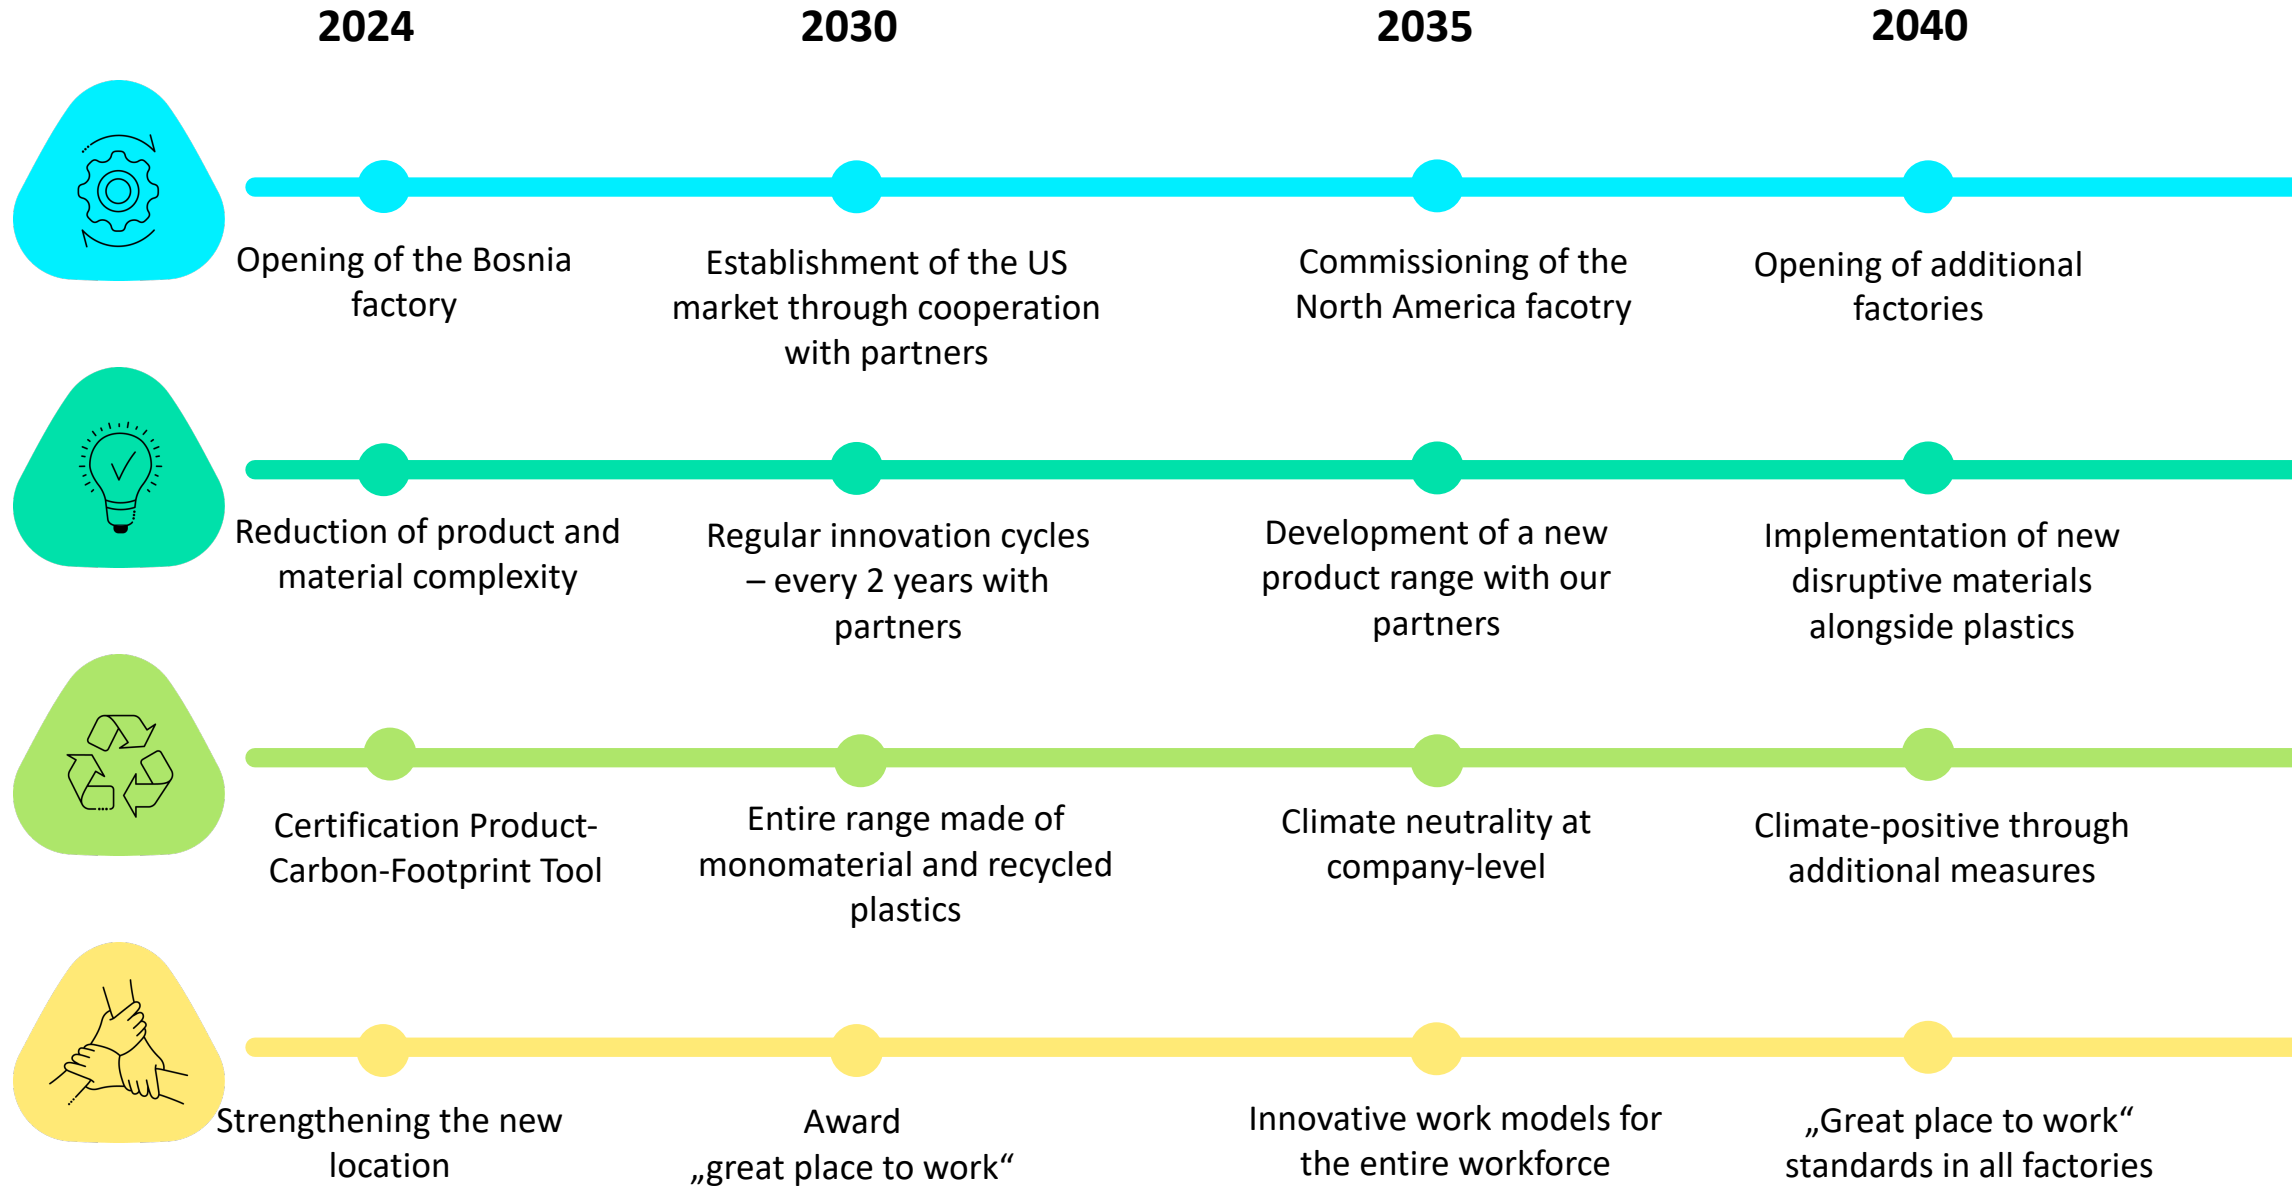 2024
2030
2035
2040
Opening of the Bosnia
factory
Establishment of the US
market through cooperation
with partners
Commissioning of the
North America facotry
Opening of additional
factories
Reduction of product and
material complexity
Regular innovation cycles
– every 2 years with
partners
Development of a new
product range with our
partners
Implementation of new
disruptive materials
alongside plastics
Certification Product-
Carbon-Footprint Tool
Entire range made of
monomaterial and recycled
plastics
Climate neutrality at
company-level
Climate-positive through
additional measures
Strengthening the new
location
Award
„great place to work“
Innovative work models for
the entire workforce
„Great place to work“
standards in all factories